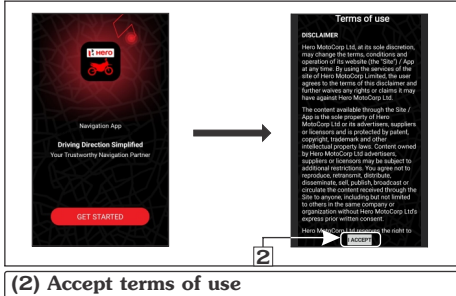 Hero
Navigation App
Driving Direction Simplified
Your Trustworthy Navigation Partner
GET STARTED
Terms of use
DISCLAIMER
Hero MotoCorp Ltd, at its sole discretion,
may change the terms, conditions and
operation of its website (the "Site") / App
at any time. By using the services of the
site of Hero MotoCorp Limited, the user
agrees to the terms of this disclaimer and
further waives any rights or claims it may
have against Hero MotoCorp Ltd.
The content available through the Site /
App is the sole property of Hero
MotoCorp Ltd or its advertisers, suppliers
or licensors and is protected by patent,
copyright, trademark and other
intellectual property laws. Content owned
by Hero MotoCorp Ltd advertisers,
suppliers or licensors may be subject to
additional restrictions. You agree not to
reproduce, retransmit, distribute,
disseminate, sell, publish, broadcast or
circulate the content received through the
Site to anyone, including but not limited
to others in the same company or
organization without Hero MotoCorp Ltd's
express prior written consent.
Hero MotoCorp Ltd reserves the right to
I ACCEPT
2
(2) Accept terms of use